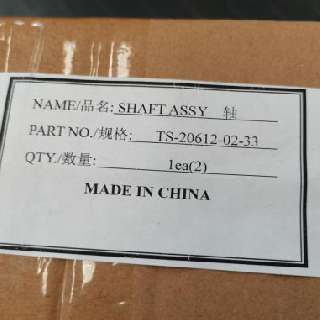 NAME/品名: SHAFT ASSY 轴
PART NO./规格: TS-20612-02-33
QTY/数量: 1ea(2)
MADE IN CHINA